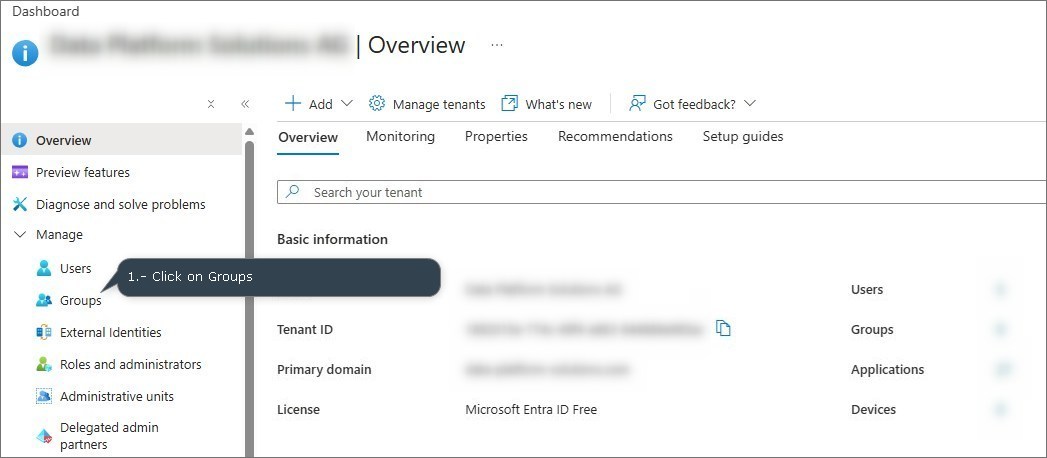 Dashboard
| Overview
...
Add
Manage tenants
What's new
Got feedback?
Overview
Preview features
Diagnose and solve problems
Manage
Users
Groups
External Identities
Roles and administrators
Administrative units
Delegated admin
partners
1.- Click on Groups
Overview
Monitoring
Properties
Recommendations
Setup guides
Search your tenant
Basic information
Users
Tenant ID
Groups
Primary domain
Applications
License
Microsoft Entra ID Free
Devices